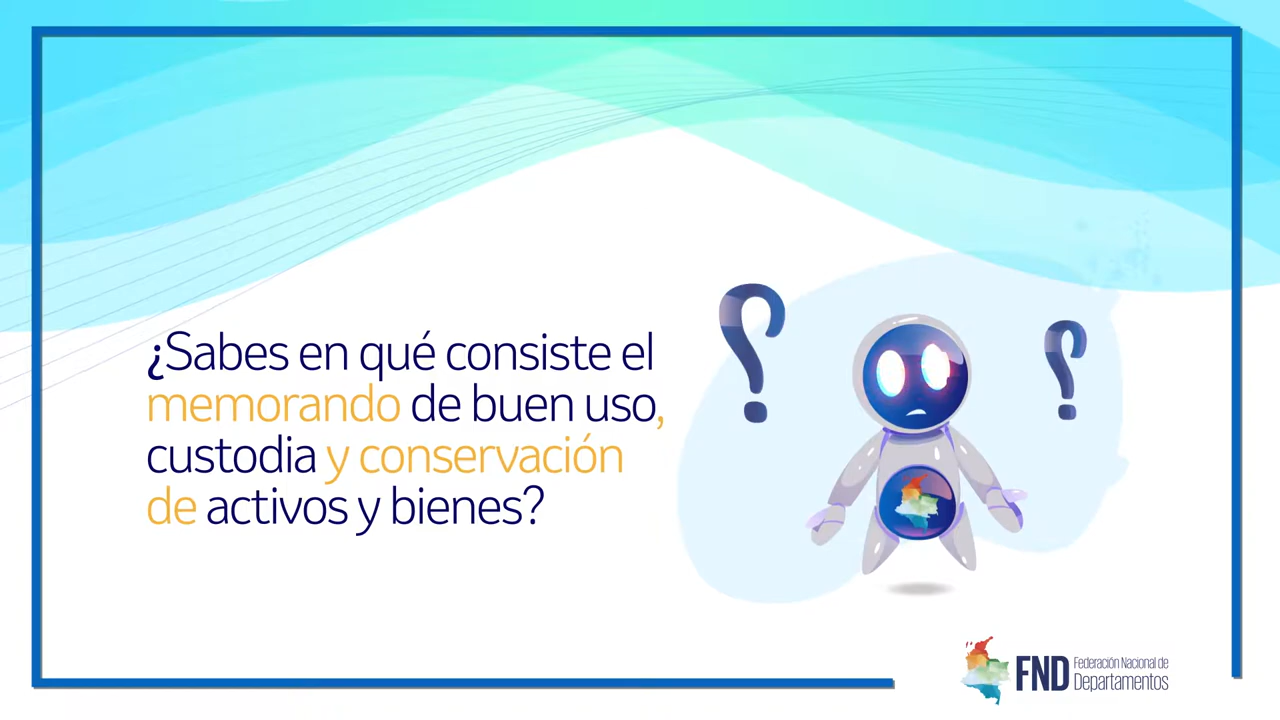 ¿Sabes en qué consiste el
memorando de buen uso,
custodia y conservación
de activos y bienes?
FND Federación Nacional de
Departamentos